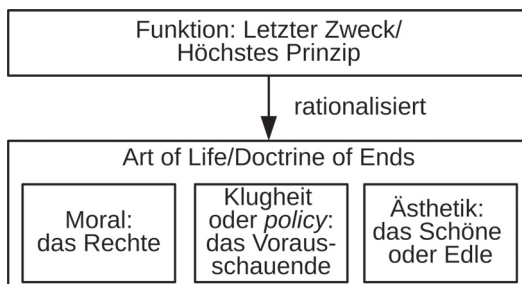 Funktion: Letzter Zweck/
Höchstes Prinzip
rationalisiert
Art of Life/Doctrine of Ends
Moral:
das Rechte
Klugheit
oder policy:
das Voraus-
schauende
Ästhetik:
das Schöne
oder Edle